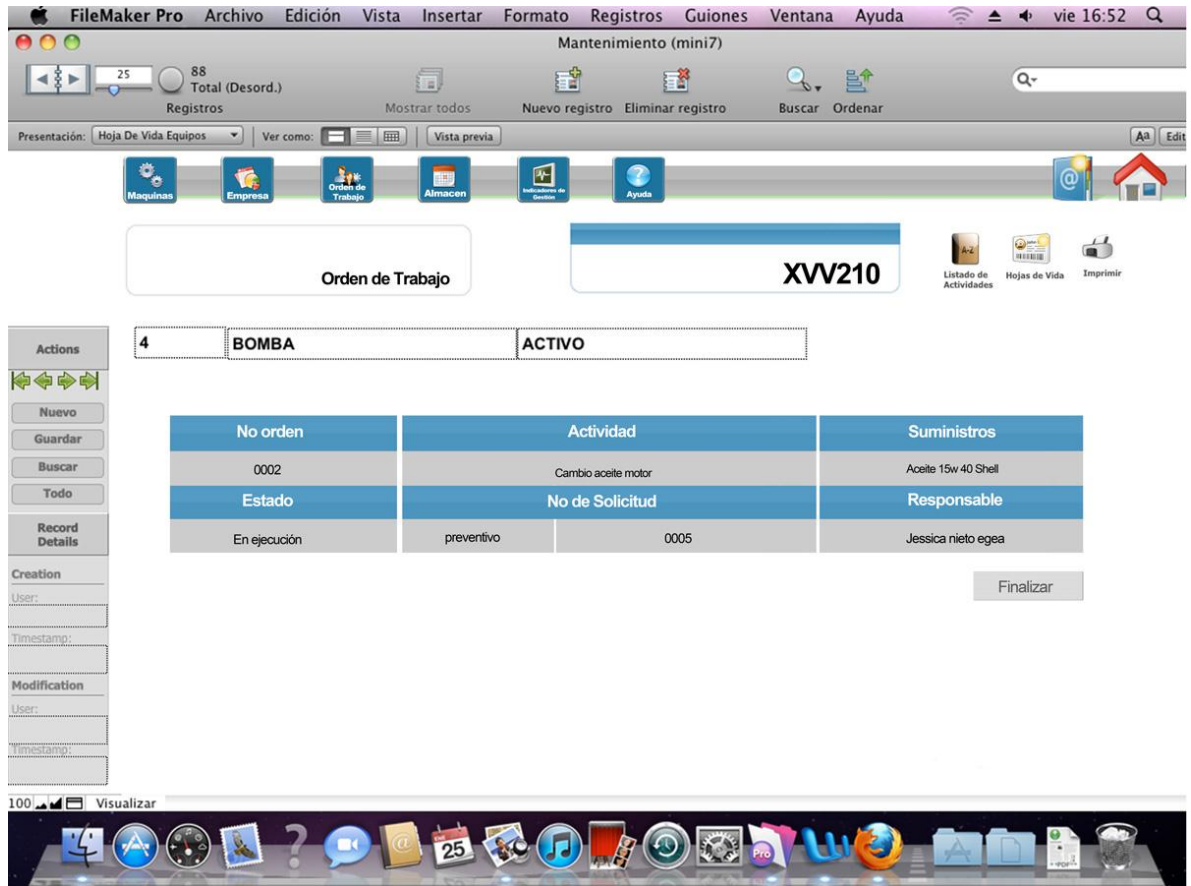 FileMaker Pro Archivo Edición Vista Insertar Formato Registros Guiones Ventana Ayuda vie 16:52
Mantenimiento (mini7)
25 88
Total (Desord.)
Registros Mostrar todos Nuevo registro Eliminar registro Buscar Ordenar
Presentación: Hoja De Vida Equipos Ver como: Vista previa Aa Edit
Maquinas Empresa Orden de Trabajo Almacen Indicadores de Gestión Ayuda
Orden de Trabajo XVV210
A-Z
Listado de Actividades Hojas de Vida Imprimir
4 BOMBA ACTIVO
Actions
Nuevo
Guardar
Buscar
Todo
Record
Details
Creation
User:
Timestamp:
Modification
User:
Timestamp:
No orden Actividad Suministros
0002 Cambio aceite motor Aceite 15w 40 Shell
Estado No de Solicitud Responsable
En ejecución preventivo 0005 Jessica nieto egea
Finalizar
100 Visualizar
ENE
25
Pro